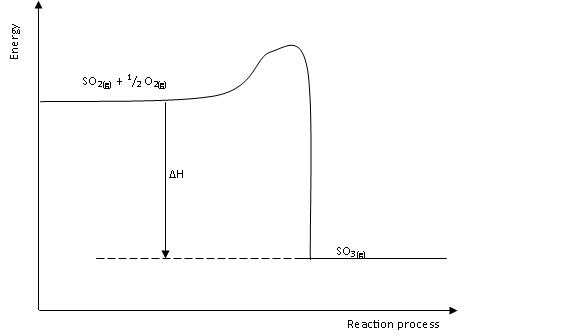 Energy
SO₂₍g₎ + ¹/₂ O₂₍g₎
ΔH
SO₃₍g₎
Reaction process